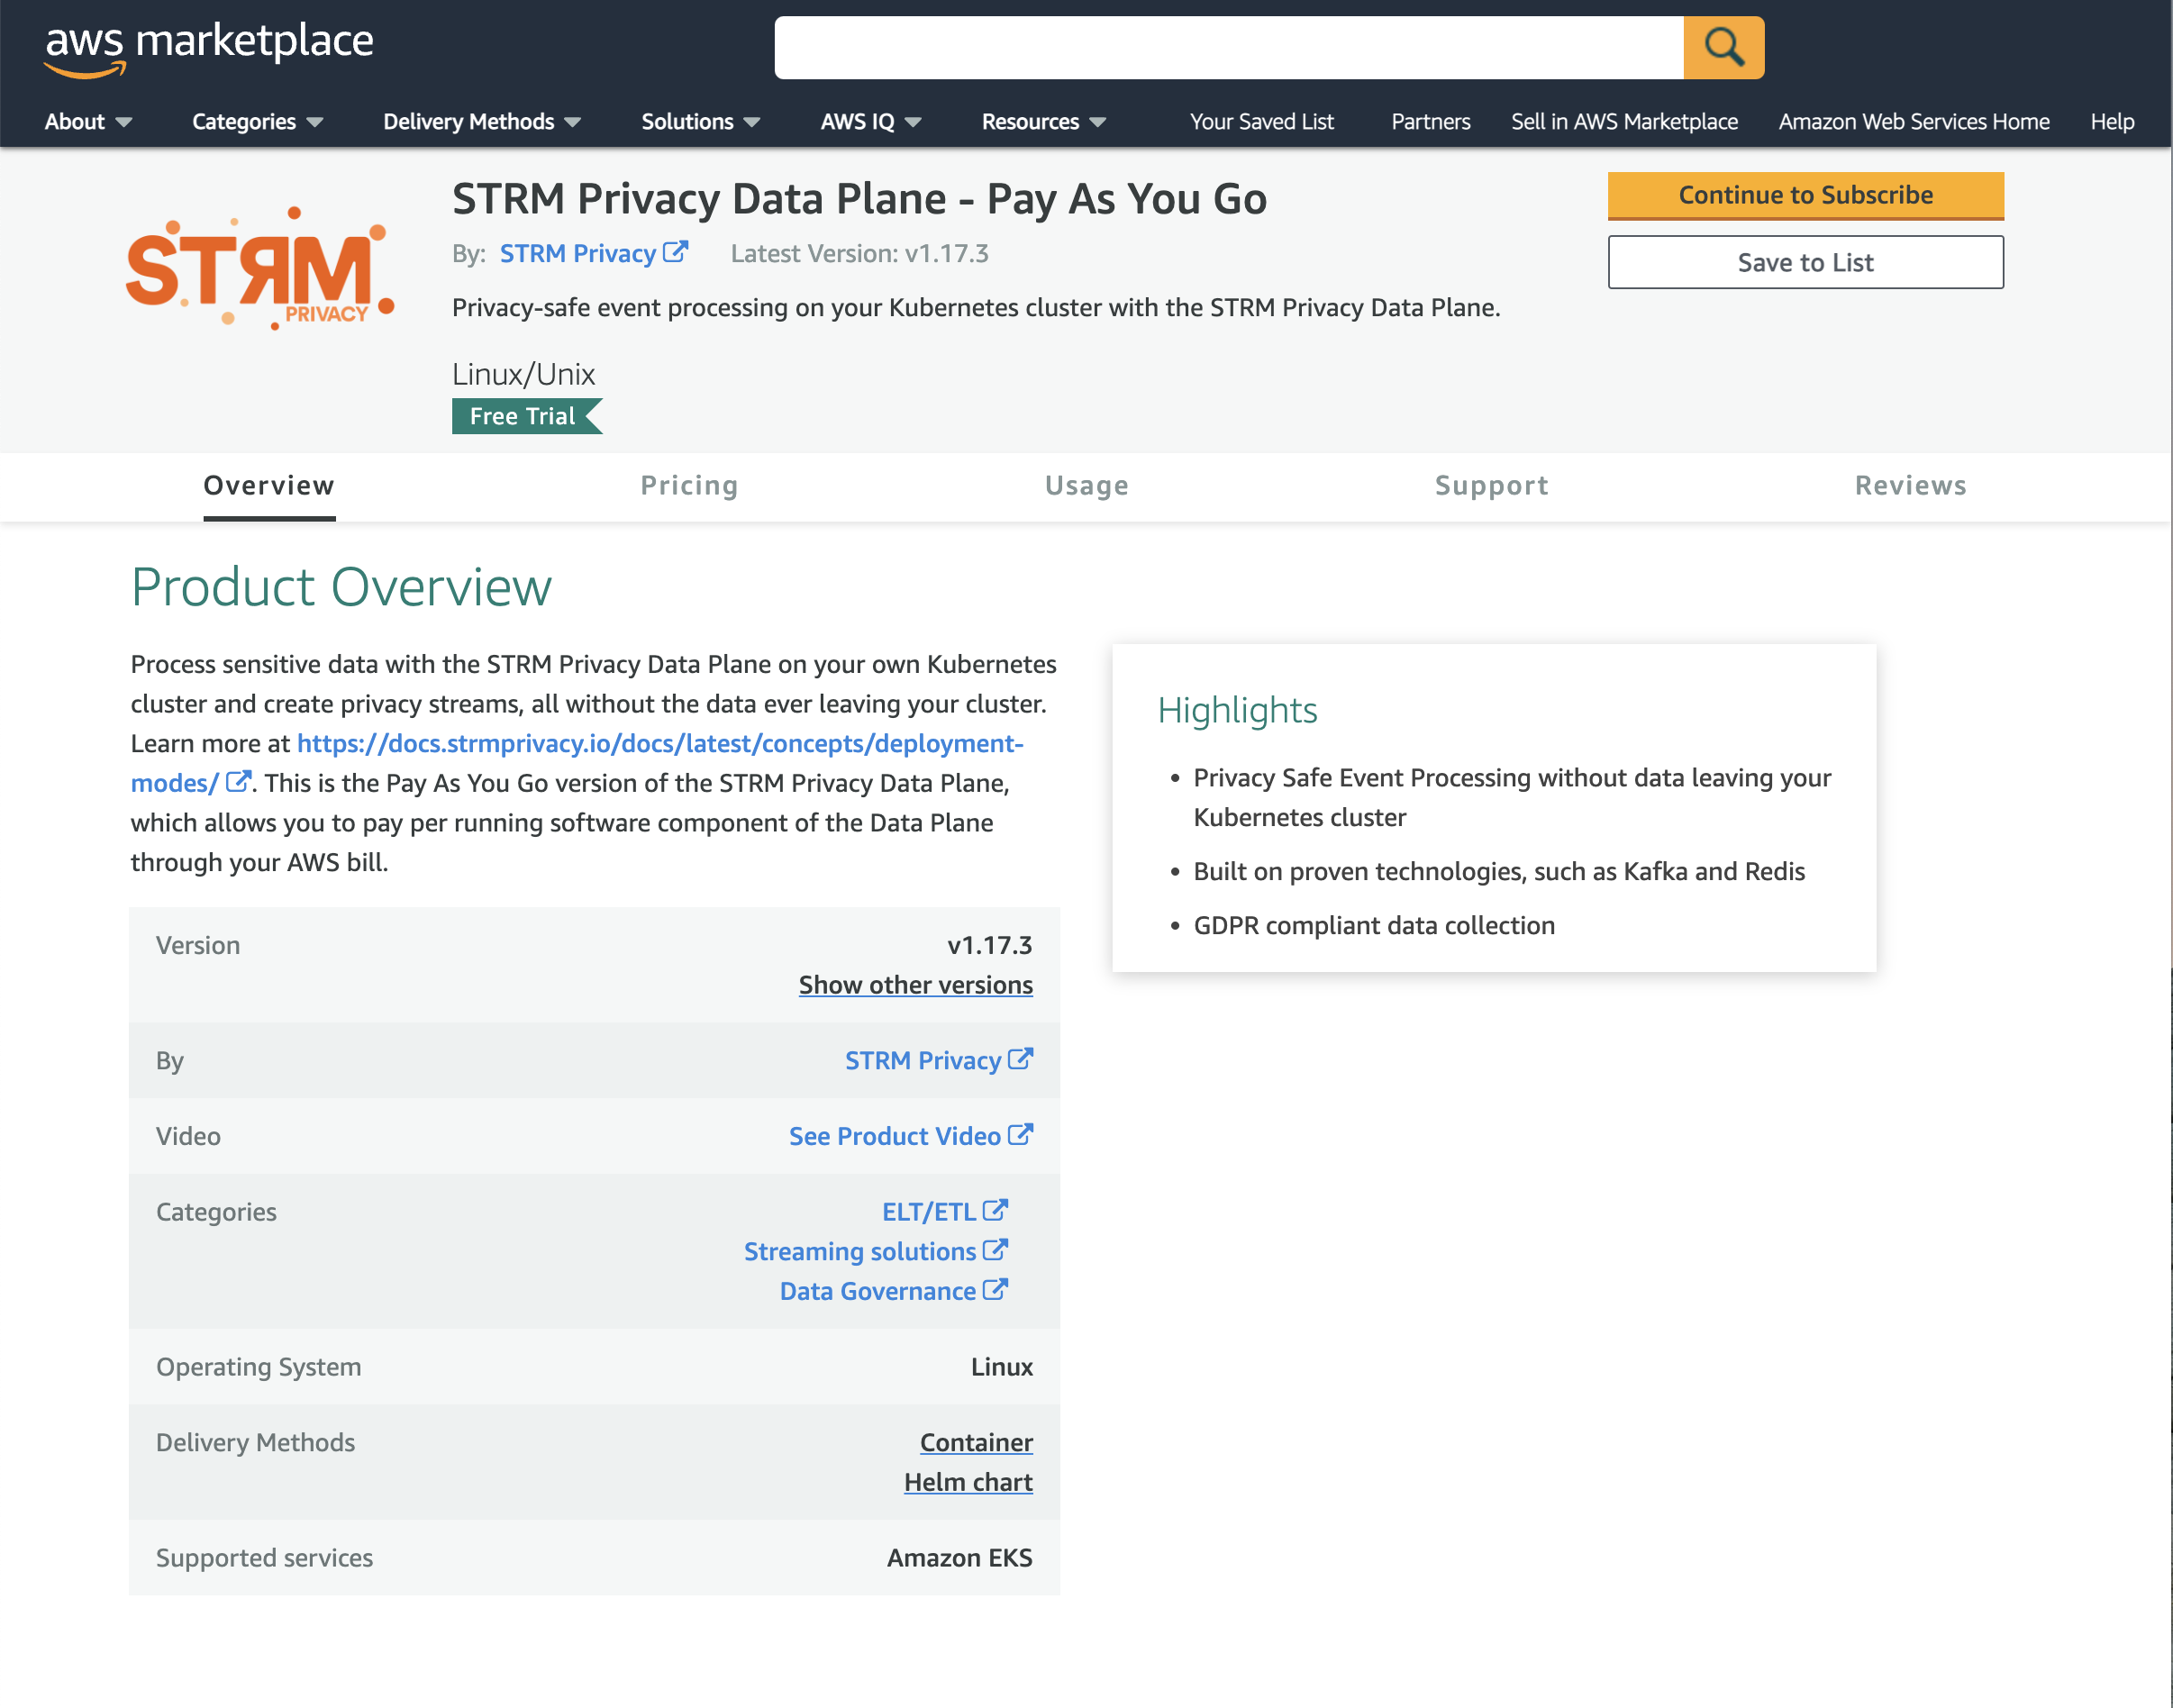 aws marketplace
About
Categories
Delivery Methods
Solutions
AWS IQ
Resources
Your Saved List
Partners
Sell in AWS Marketplace
Amazon Web Services Home
Help
STRM
PRIVACY
STRM Privacy Data Plane - Pay As You Go
By: STRM Privacy Latest Version: v1.17.3
Privacy-safe event processing on your Kubernetes cluster with the STRM Privacy Data Plane.
Linux/Unix
Free Trial
Continue to Subscribe
Save to List
Overview
Pricing
Usage
Support
Reviews
Product Overview
Process sensitive data with the STRM Privacy Data Plane on your own Kubernetes
cluster and create privacy streams, all without the data ever leaving your cluster.
Learn more at https://docs.strmprivacy.io/docs/latest/concepts/deployment-
modes/. This is the Pay As You Go version of the STRM Privacy Data Plane,
which allows you to pay per running software component of the Data Plane
through your AWS bill.
Version
v1.17.3
Show other versions
By
STRM Privacy
Video
See Product Video
Categories
ELT/ETL
Streaming solutions
Data Governance
Operating System
Linux
Delivery Methods
Container
Helm chart
Supported services
Amazon EKS
Highlights
• Privacy Safe Event Processing without data leaving your
Kubernetes cluster
• Built on proven technologies, such as Kafka and Redis
• GDPR compliant data collection